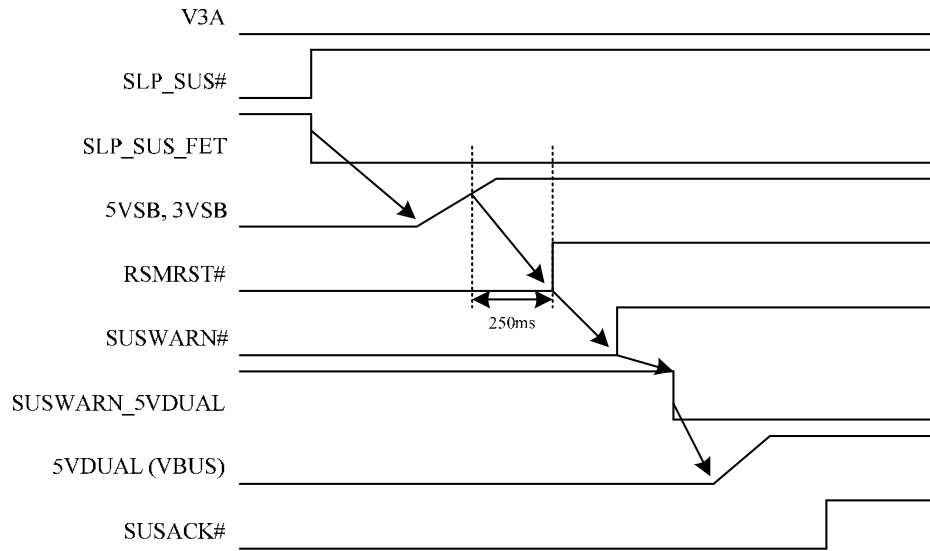 V3A
SLP_SUS#
SLP_SUS_FET
5VSB, 3VSB
RSMRST#
250ms
SUSWARN#
SUSWARN_5VDUAL
5VDUAL (VBUS)
SUSACK#